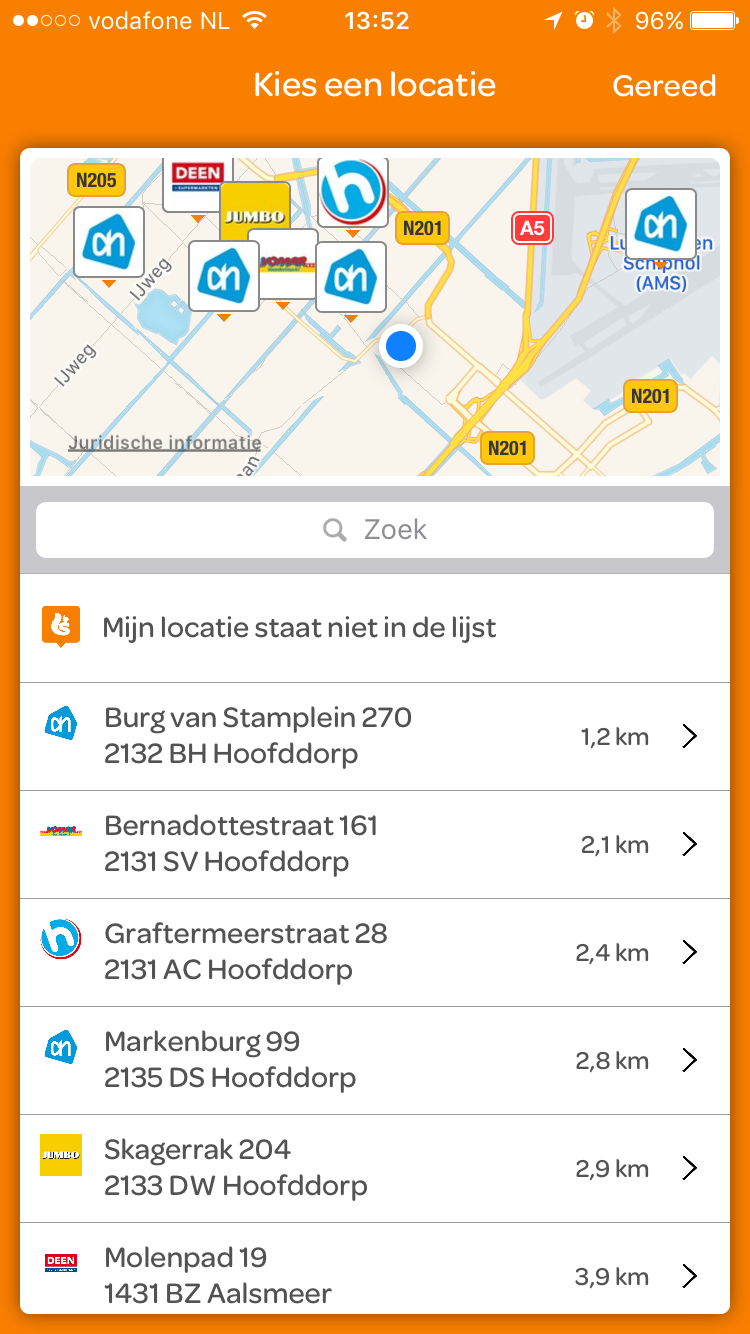 vodafone NL
13:52
96%
Kies een locatie
Gereed
N205
DEEN
SUPERMARKTEN
JUMBO
N201
A5
IJweg
VOMAR
Schiphol
(AMS)
IJweg
N201
Juridische informatie
N201
Zoek
Mijn locatie staat niet in de lijst
Burg van Stamplein 270
2132 BH Hoofddorp
1,2 km
VOMAR
Bernadottestraat 161
2131 SV Hoofddorp
2,1 km
Graftermeerstraat 28
2131 AC Hoofddorp
2,4 km
Markenburg 99
2135 DS Hoofddorp
2,8 km
JUMBO
Skagerrak 204
2133 DW Hoofddorp
2,9 km
DEEN
Molenpad 19
1431 BZ Aalsmeer
3,9 km